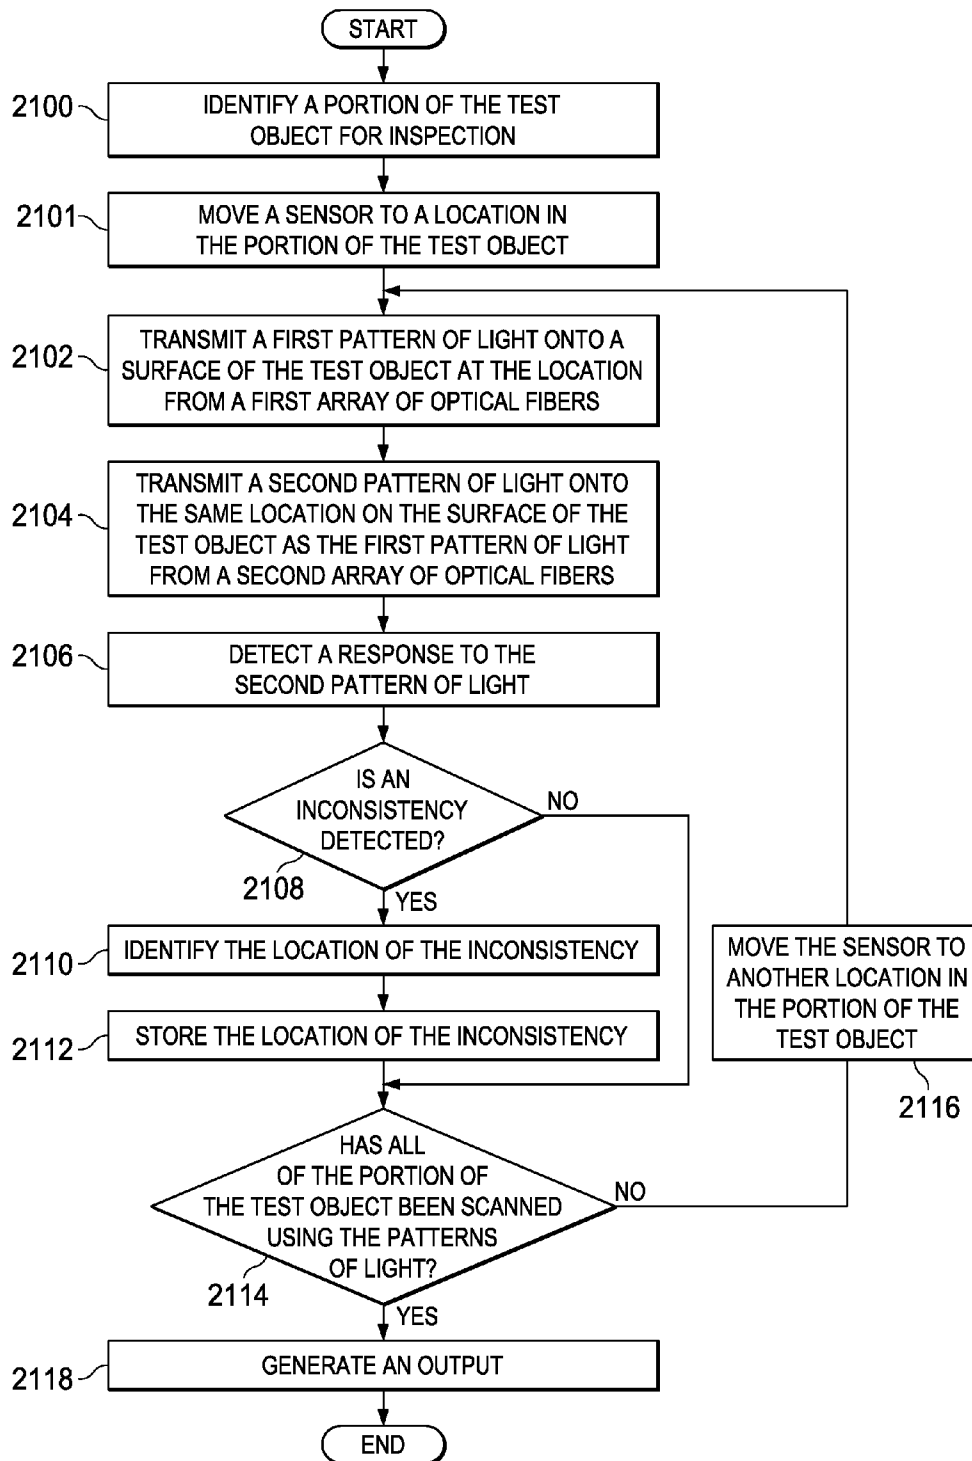 START
2100
IDENTIFY A PORTION OF THE TEST
OBJECT FOR INSPECTION
2101
MOVE A SENSOR TO A LOCATION IN
THE PORTION OF THE TEST OBJECT
2102
TRANSMIT A FIRST PATTERN OF LIGHT ONTO A
SURFACE OF THE TEST OBJECT AT THE LOCATION
FROM A FIRST ARRAY OF OPTICAL FIBERS
2104
TRANSMIT A SECOND PATTERN OF LIGHT ONTO
THE SAME LOCATION ON THE SURFACE OF THE
TEST OBJECT AS THE FIRST PATTERN OF LIGHT
FROM A SECOND ARRAY OF OPTICAL FIBERS
2106
DETECT A RESPONSE TO THE
SECOND PATTERN OF LIGHT
IS AN
INCONSISTENCY
DETECTED?
NO
2108
YES
2110
IDENTIFY THE LOCATION OF THE INCONSISTENCY
2112
STORE THE LOCATION OF THE INCONSISTENCY
MOVE THE SENSOR TO
ANOTHER LOCATION IN
THE PORTION OF THE
TEST OBJECT
2116
HAS ALL
OF THE PORTION OF
THE TEST OBJECT BEEN SCANNED
USING THE PATTERNS
OF LIGHT?
NO
2114
YES
2118
GENERATE AN OUTPUT
END